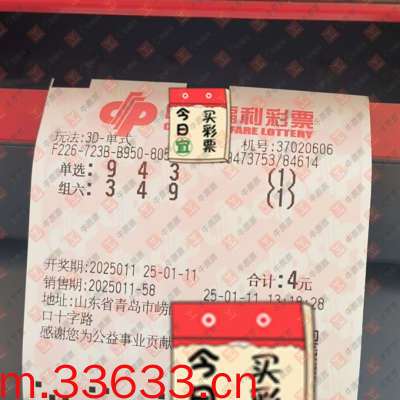 福利彩票
FARE LOTTERY
玩法:3D-单式
机号:37020606
F226-723B-B950-805
8473753/84614
单选: 9 4 3 (1)
组六: 3 4 9 (1)
开奖期:2025011 25-01-11
合计:4元
销售期:2025011-58
25-01-11 13:19:28
地址:山东省青岛市崂
口十字路
感谢您为公益事业贡献
今日宜
买彩票
今日
买彩
m.33633.cn